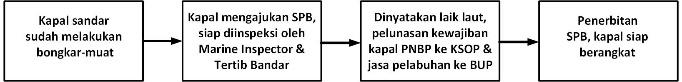 Kapal sandar
sudah melakukan
bongkar-muat
Kapal mengajukan SPB,
siap diinspeksi oleh
Marine Inspector &
Tertib Bandar
Dinyatakan laik laut,
pelunasan kewajiban
kapal PNBP ke KSOP &
jasa pelabuhan ke BUP
Penerbitan
SPB, kapal siap
berangkat